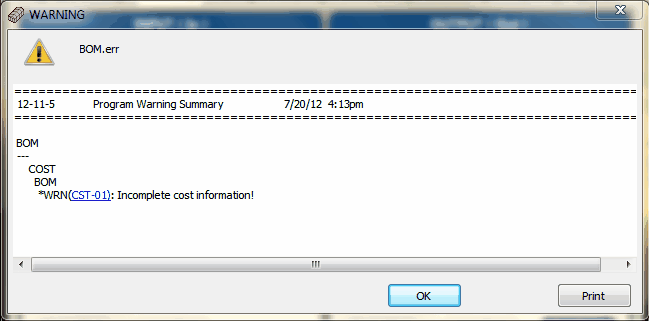 WARNING
BOM.err
================================================================================
12-11-5 Program Warning Summary 7/20/12 4:13pm
================================================================================
BOM
---
COST
BOM
*WRN(CST-01): Incomplete cost information!
OK Print